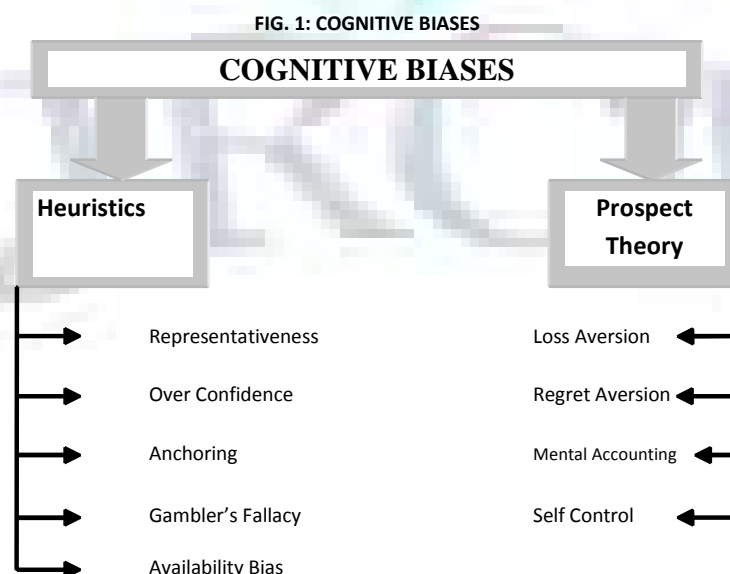 FIG. 1: COGNITIVE BIASES
COGNITIVE BIASES
Heuristics
Prospect
Theory
Representativeness
Over Confidence
Anchoring
Gambler's Fallacy
Availability Bias
Loss Aversion
Regret Aversion
Mental Accounting
Self Control